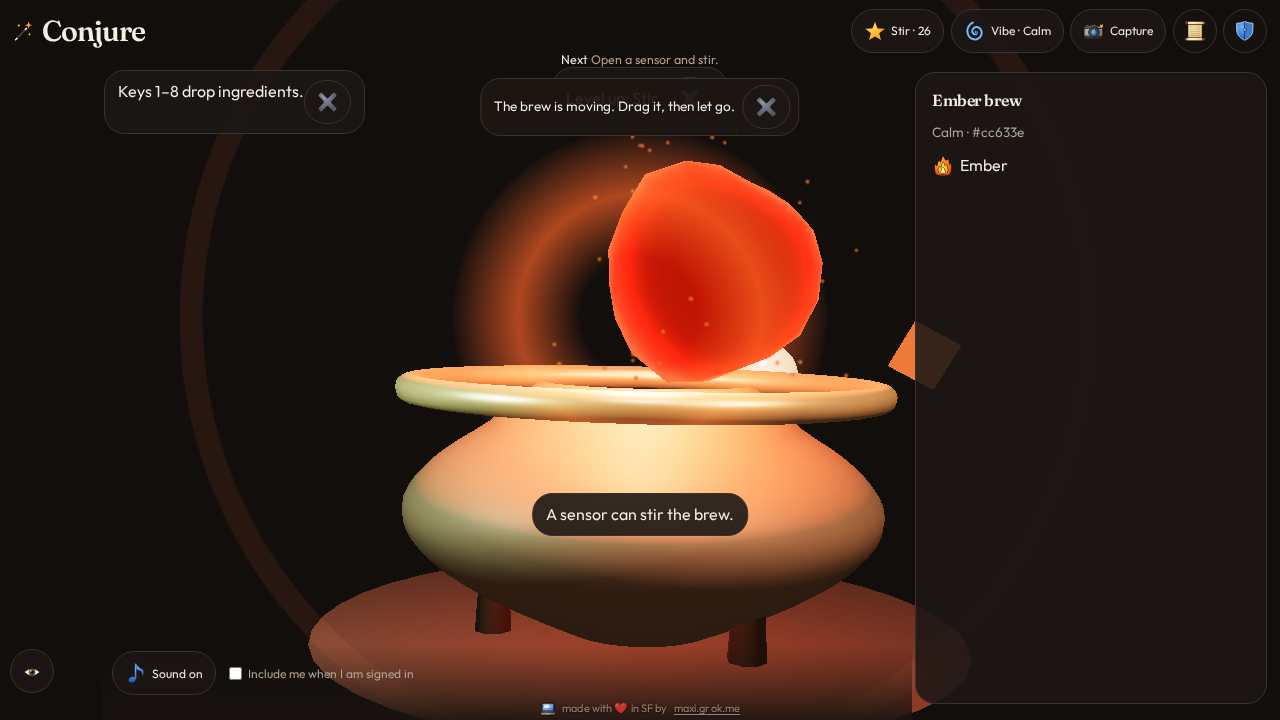 Conjure
Stir · 26
Vibe · Calm
Capture
Next Open a sensor and stir.
Keys 1–8 drop ingredients.
The brew is moving. Drag it, then let go.
Ember brew
Calm · #cc633e
Ember
A sensor can stir the brew.
Sound on
Include me when I am signed in
made with ❤️ in SF by maxi.grok.me